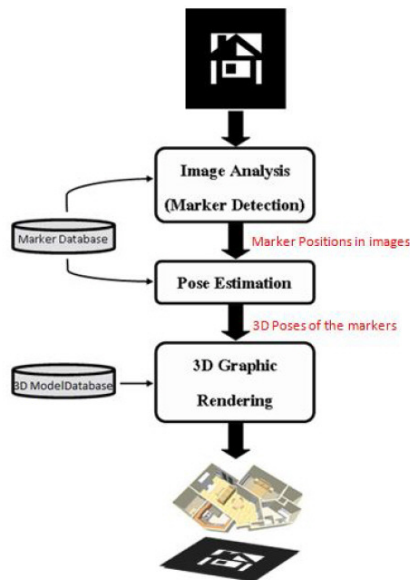 Image Analysis
(Marker Detection)
Marker Database
Marker Positions in images
Pose Estimation
3D Poses of the markers
3D Graphic
Rendering
3D ModelDatabase